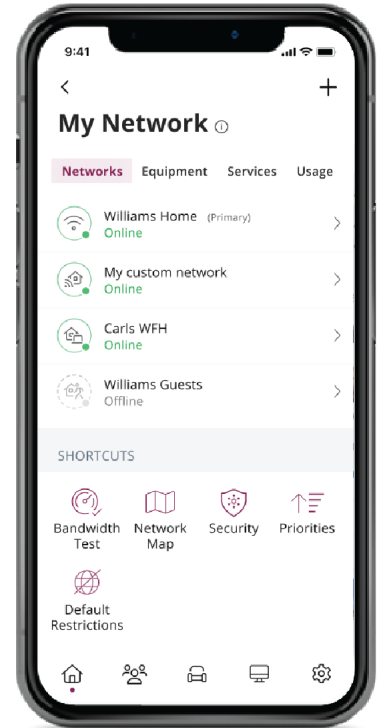 9:41
My Network
Networks Equipment Services Usage
Williams Home (Primary)
Online
My custom network
Online
Carls WFH
Online
Williams Guests
Offline
SHORTCUTS
Bandwidth Test
Network Map
Security
Priorities
Default
Restrictions